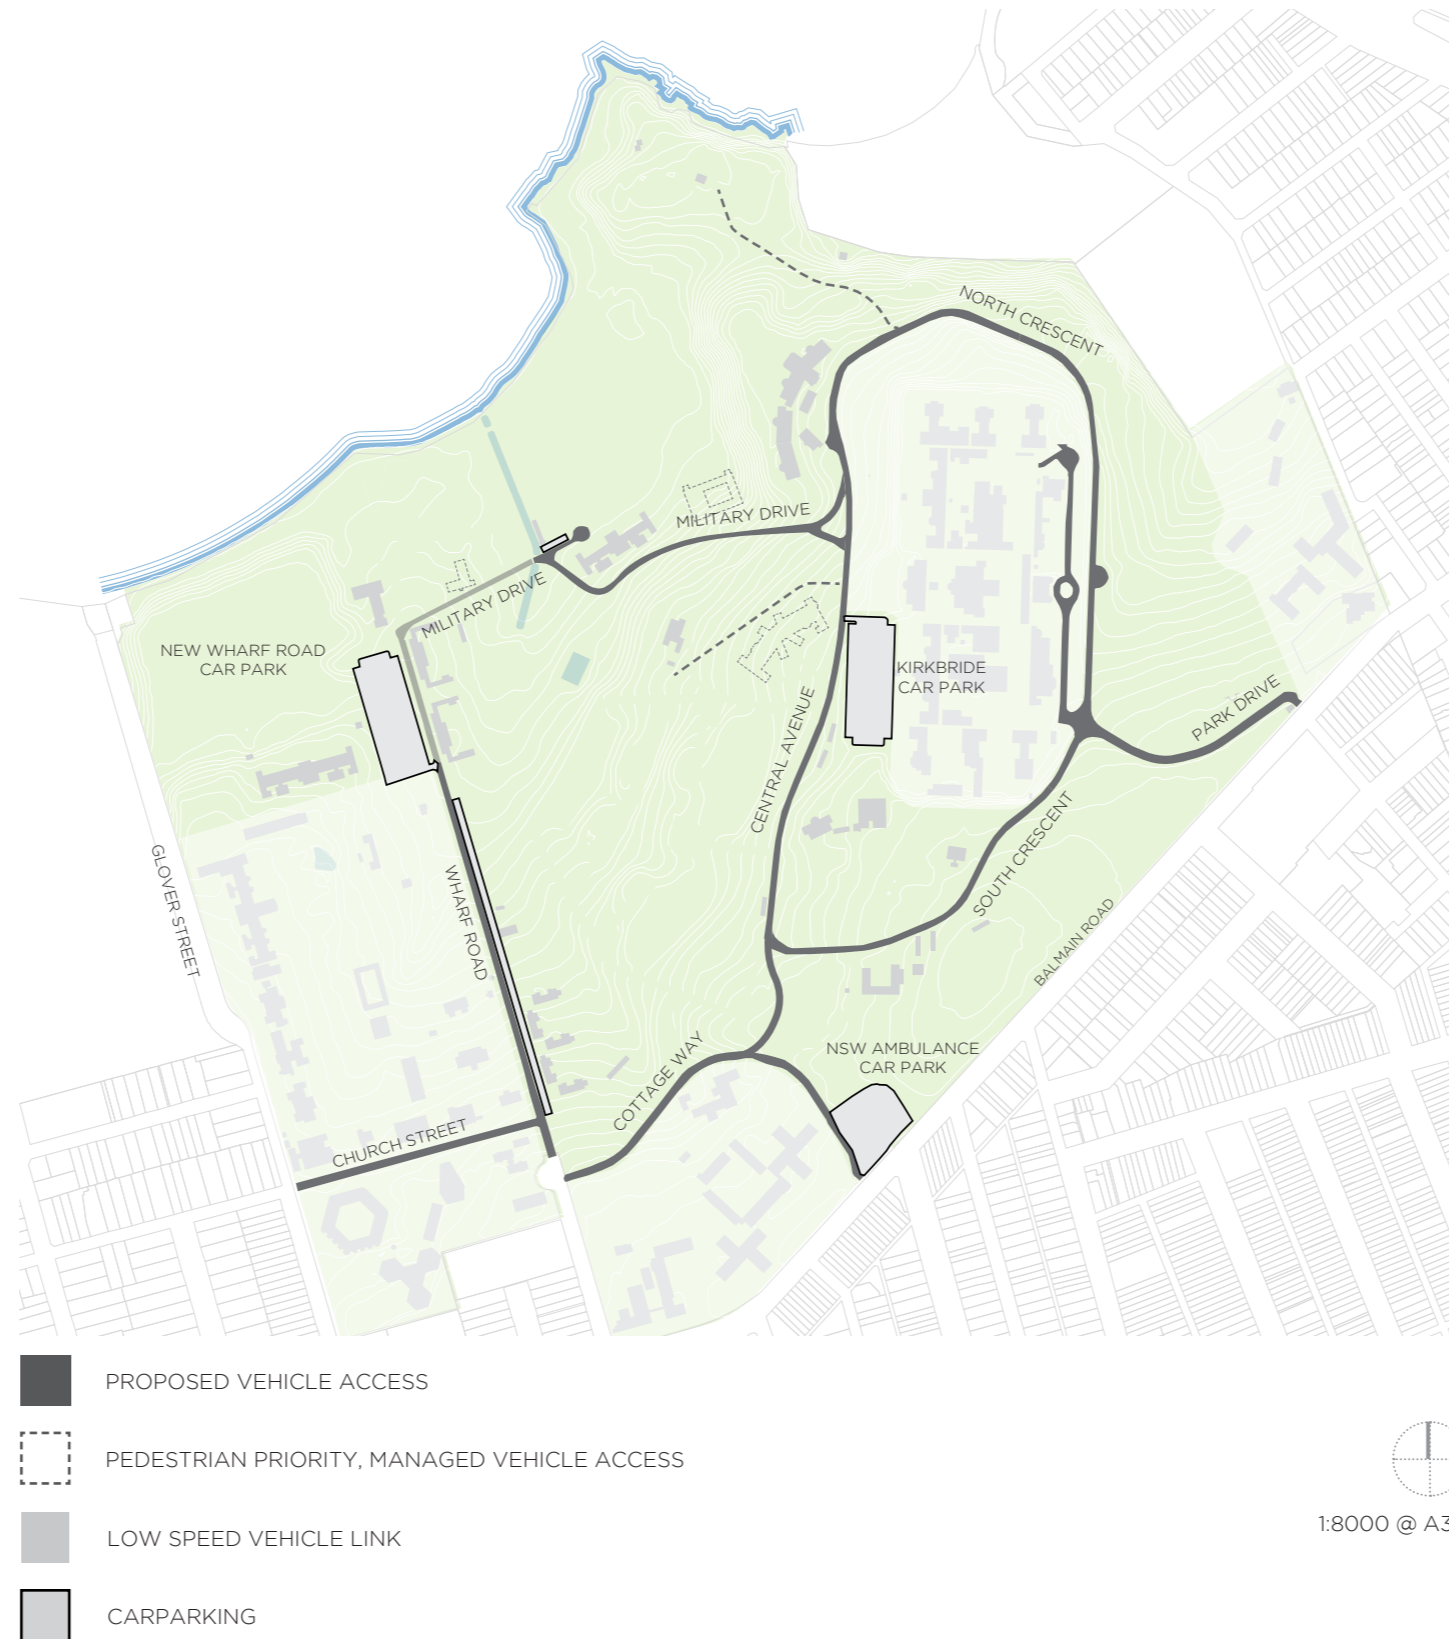 NORTH CRESCENT
MILITARY DRIVE
MILITARY DRIVE
NEW WHARF ROAD
CAR PARK
KIRKBRIDE
CAR PARK
PARK DRIVE
CENTRAL AVENUE
GLOVER STREET
WHARF ROAD
SOUTH CRESCENT
BALMAIN ROAD
COTTAGE WAY
NSW AMBULANCE
CAR PARK
CHURCH STREET
PROPOSED VEHICLE ACCESS
PEDESTRIAN PRIORITY, MANAGED VEHICLE ACCESS
LOW SPEED VEHICLE LINK
CARPARKING
1:8000 @ A3